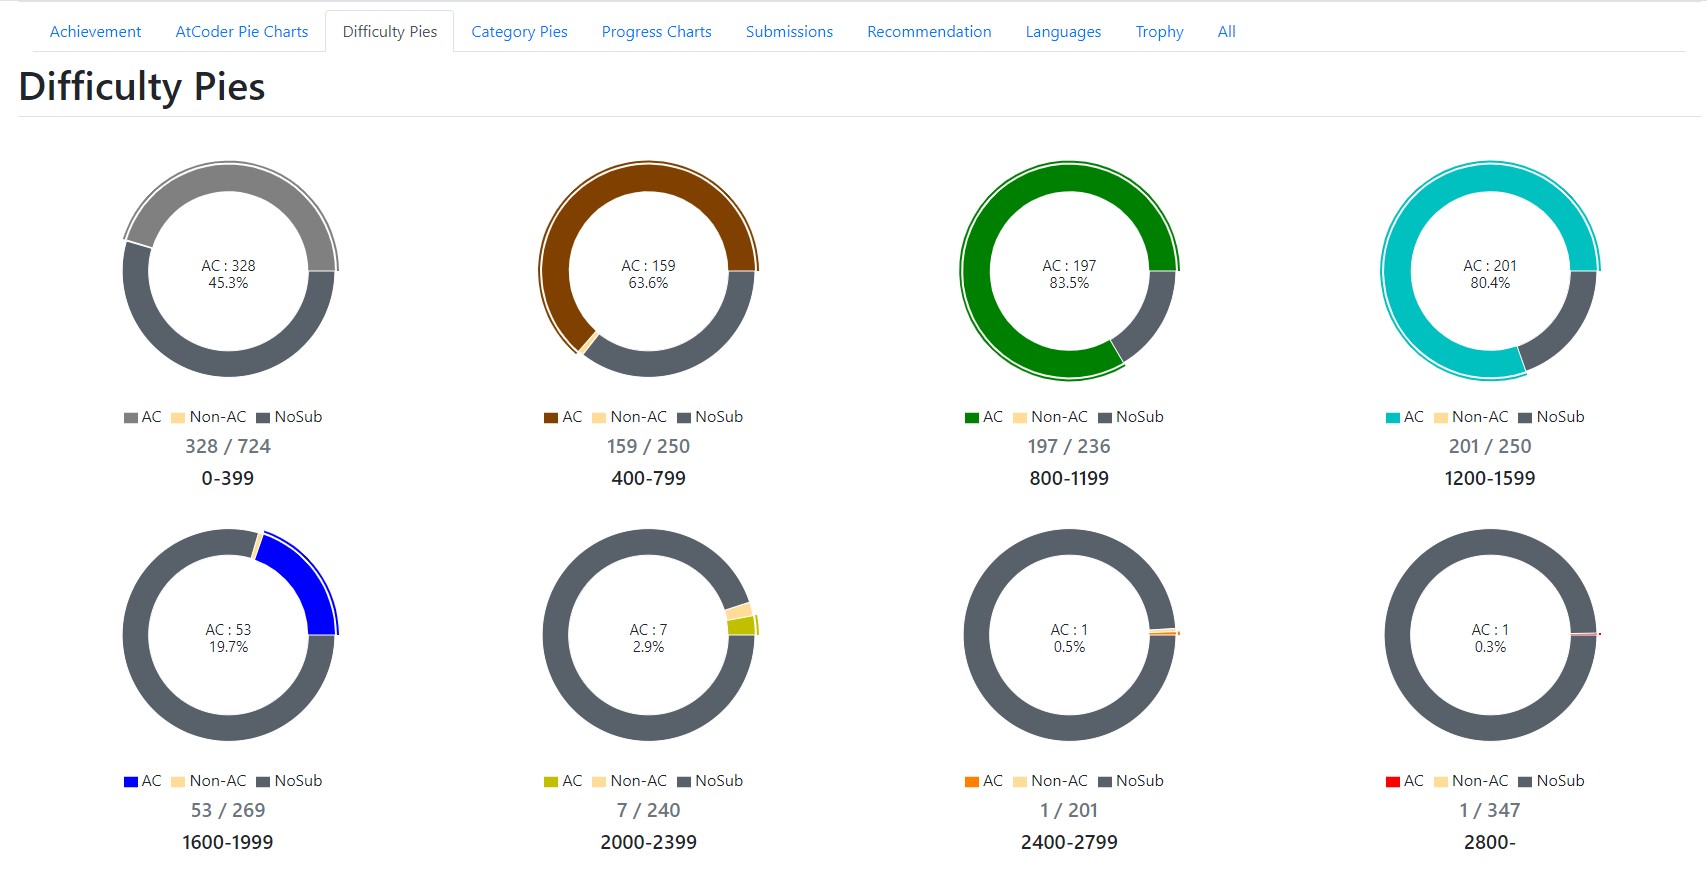 Achievement AtCoder Pie Charts Difficulty Pies Category Pies Progress Charts Submissions Recommendation Languages Trophy All
Difficulty Pies
AC : 328
45.3%
AC Non-AC NoSub
328 / 724
0-399
AC : 159
63.6%
AC Non-AC NoSub
159 / 250
400-799
AC : 197
83.5%
AC Non-AC NoSub
197 / 236
800-1199
AC : 201
80.4%
AC Non-AC NoSub
201 / 250
1200-1599
AC : 53
19.7%
AC Non-AC NoSub
53 / 269
1600-1999
AC : 7
2.9%
AC Non-AC NoSub
7 / 240
2000-2399
AC : 1
0.5%
AC Non-AC NoSub
1 / 201
2400-2799
AC : 1
0.3%
AC Non-AC NoSub
1 / 347
2800-